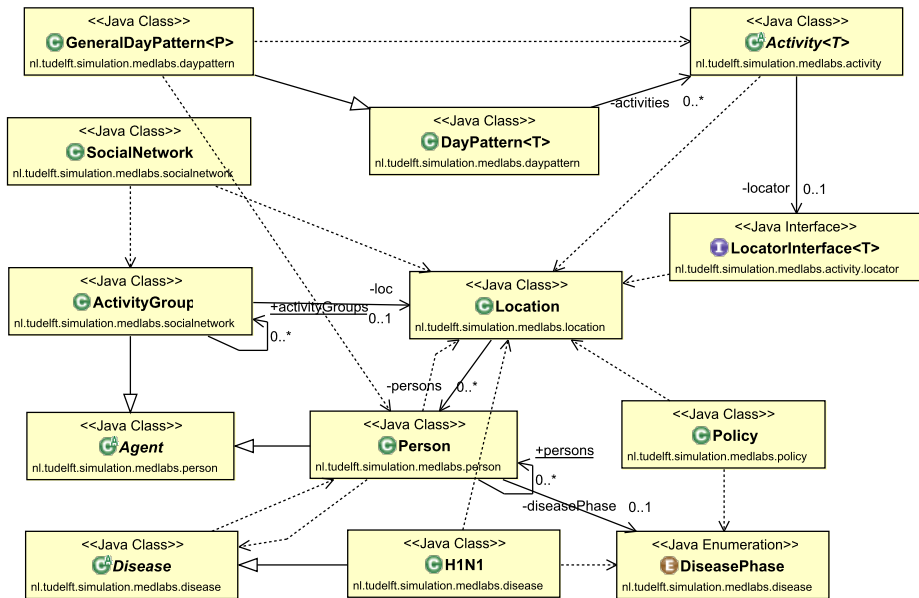 <<Java Class>>
GeneralDayPattern<P>
nl.tudelft.simulation.medlabs.daypattern
<<Java Class>>
Activity<T>
nl.tudelft.simulation.medlabs.activity
-activities 0..*
<<Java Class>>
DayPattern<T>
nl.tudelft.simulation.medlabs.daypattern
<<Java Class>>
SocialNetwork
nl.tudelft.simulation.medlabs.socialnetwork
-locator 0..1
<<Java Interface>>
LocatorInterface<T>
nl.tudelft.simulation.medlabs.activity.locator
<<Java Class>>
ActivityGroup
nl.tudelft.simulation.medlabs.socialnetwork
-loc
+activityGroups
0..1
0..*
<<Java Class>>
Location
nl.tudelft.simulation.medlabs.location
-persons 0..*
<<Java Class>>
Agent
nl.tudelft.simulation.medlabs.person
<<Java Class>>
Person
nl.tudelft.simulation.medlabs.person
+persons
0..*
<<Java Class>>
Policy
nl.tudelft.simulation.medlabs.policy
-diseasePhase 0..1
<<Java Class>>
Disease
nl.tudelft.simulation.medlabs.disease
<<Java Class>>
H1N1
nl.tudelft.simulation.medlabs.disease
<<Java Enumeration>>
DiseasePhase
nl.tudelft.simulation.medlabs.disease